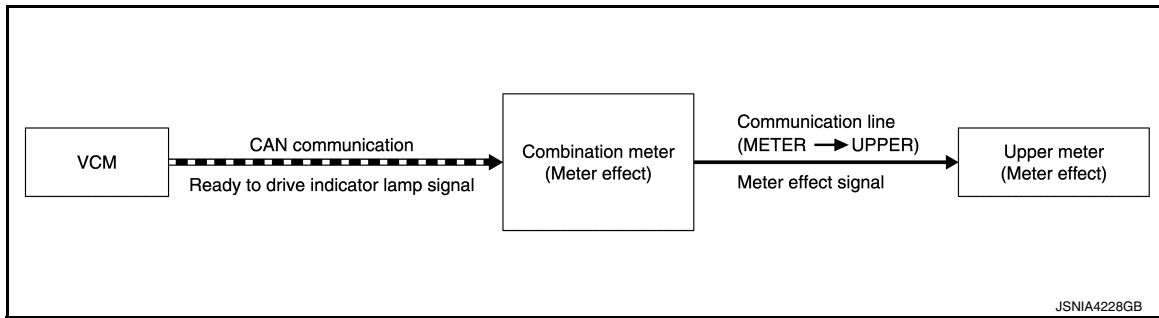 VCM
CAN communication
Ready to drive indicator lamp signal
Combination meter
(Meter effect)
Communication line
(METER → UPPER)
Meter effect signal
Upper meter
(Meter effect)
JSNIA4228GB